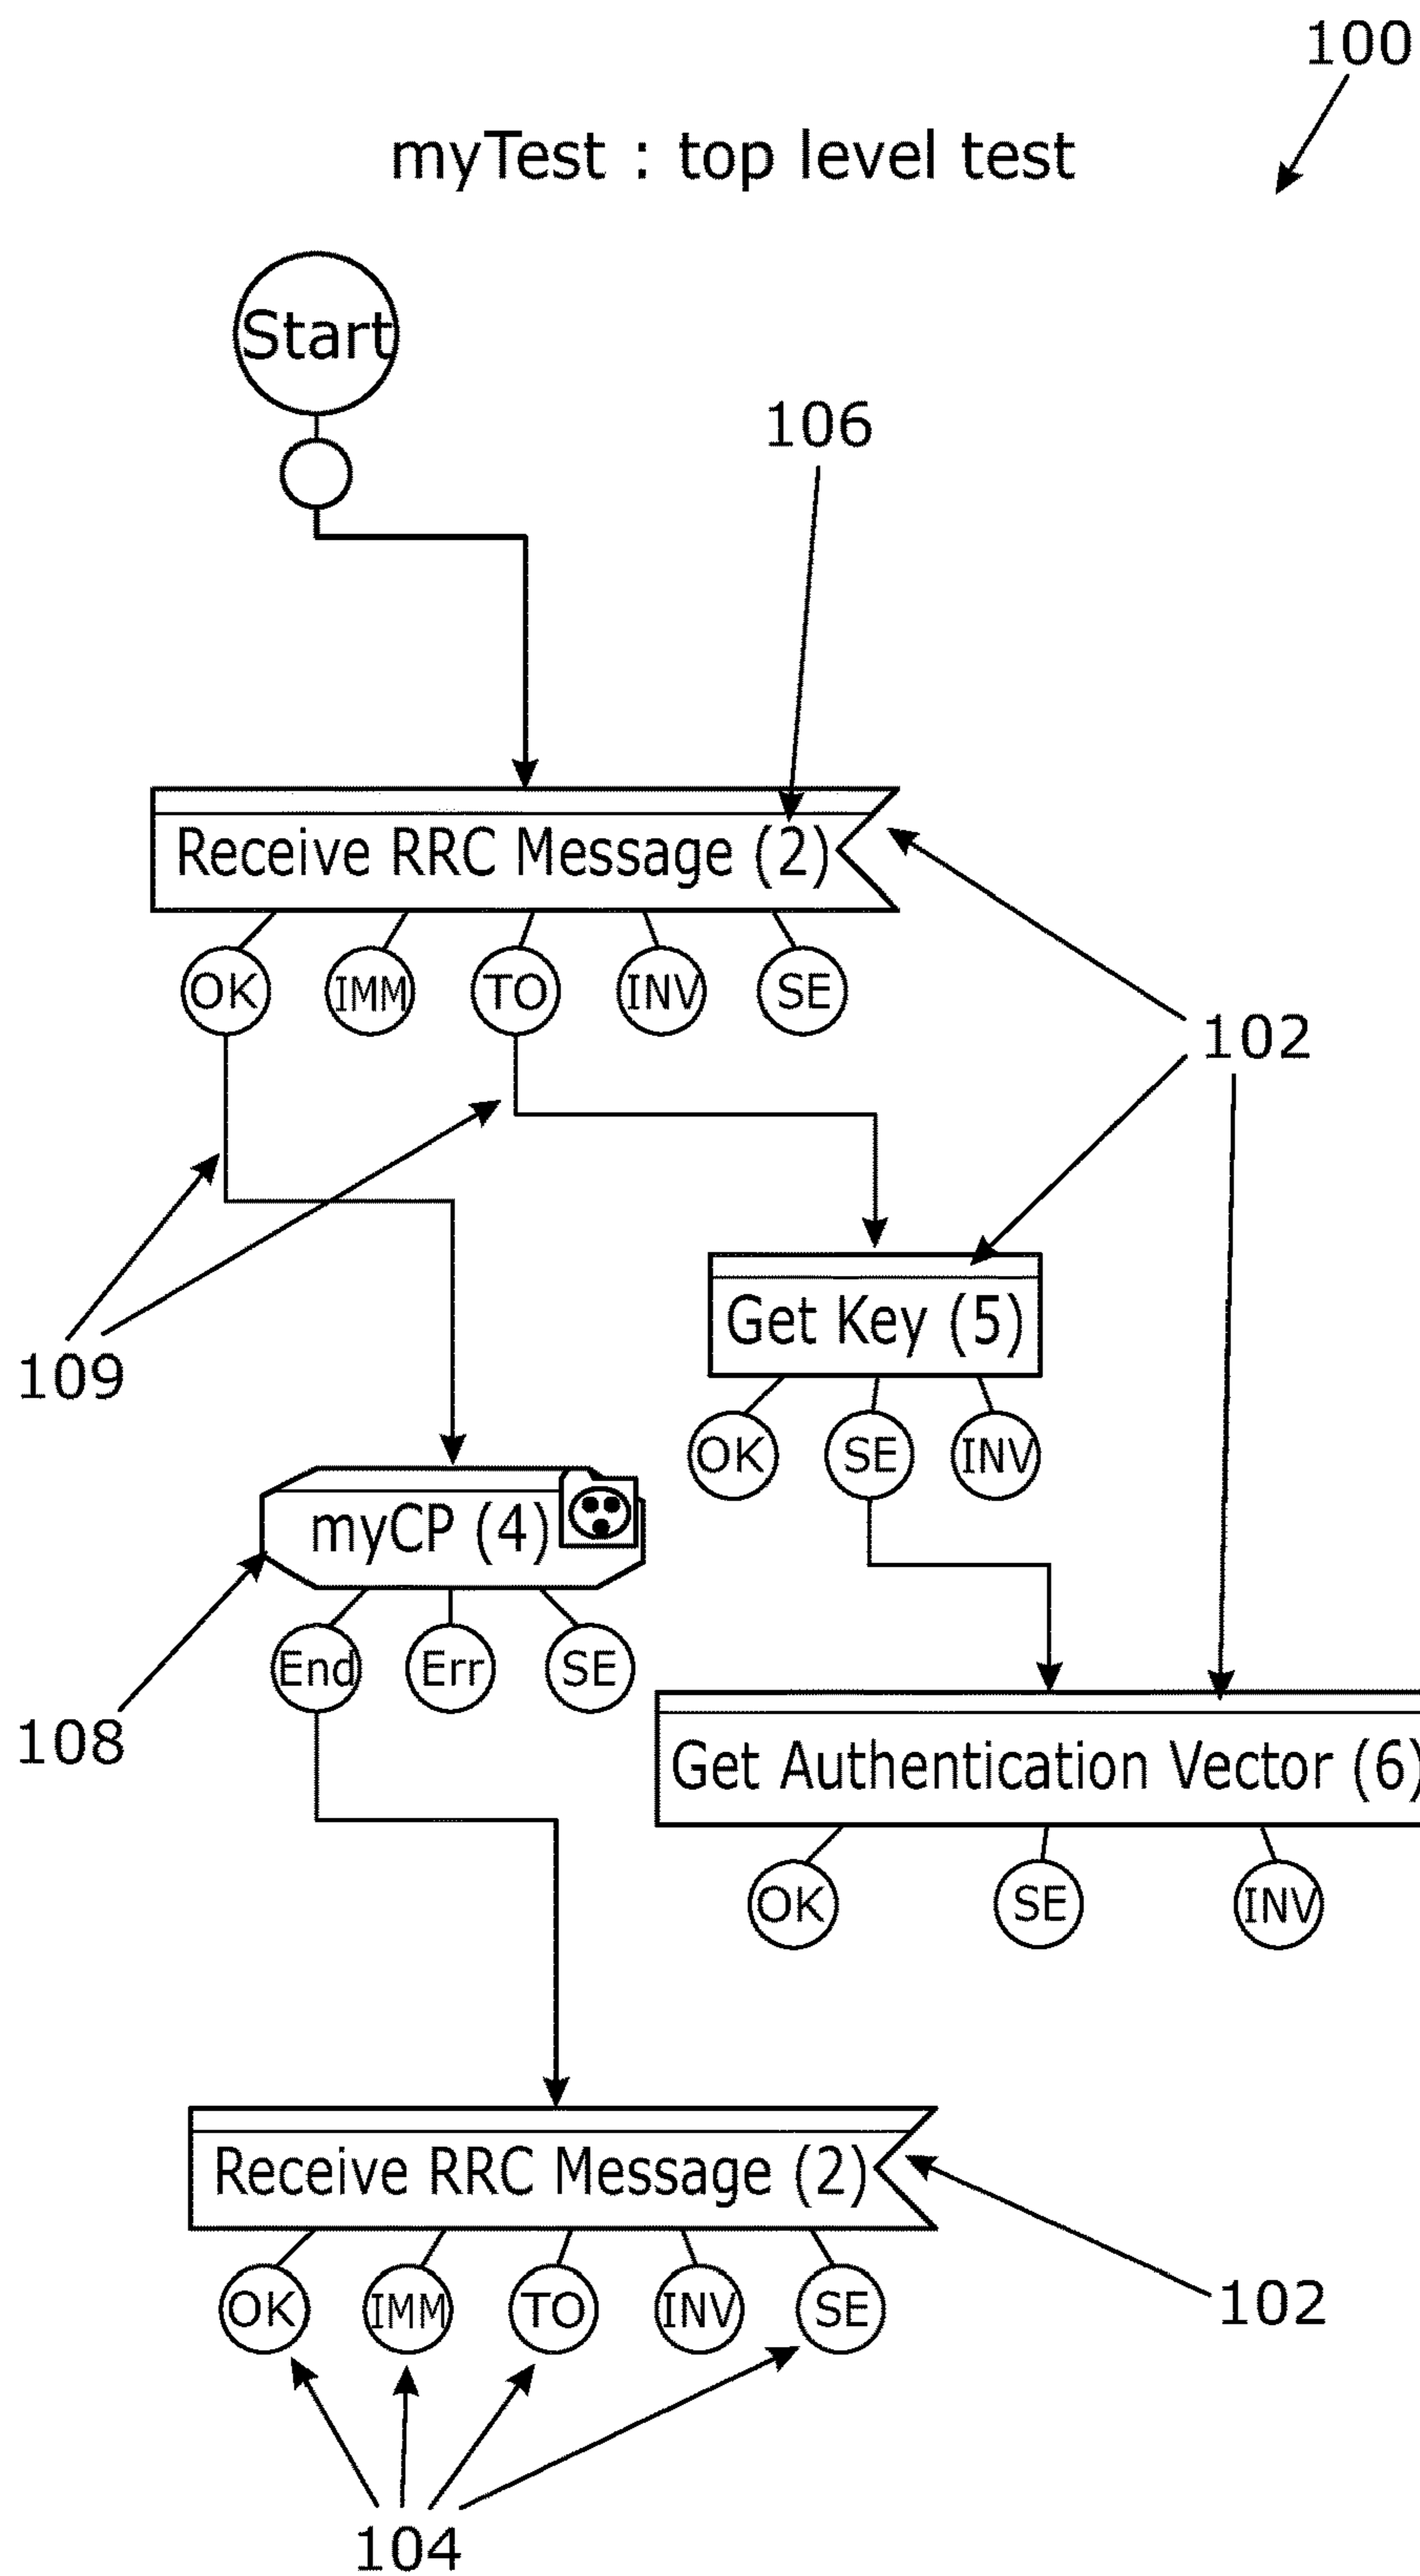 100
myTest : top level test
Start
106
Receive RRC Message (2)
OK IMM TO INV SE
102
109
Get Key (5)
OK SE INV
myCP (4)
End Err SE
108
Get Authentication Vector (6)
OK SE INV
Receive RRC Message (2)
OK IMM TO INV SE
102
104